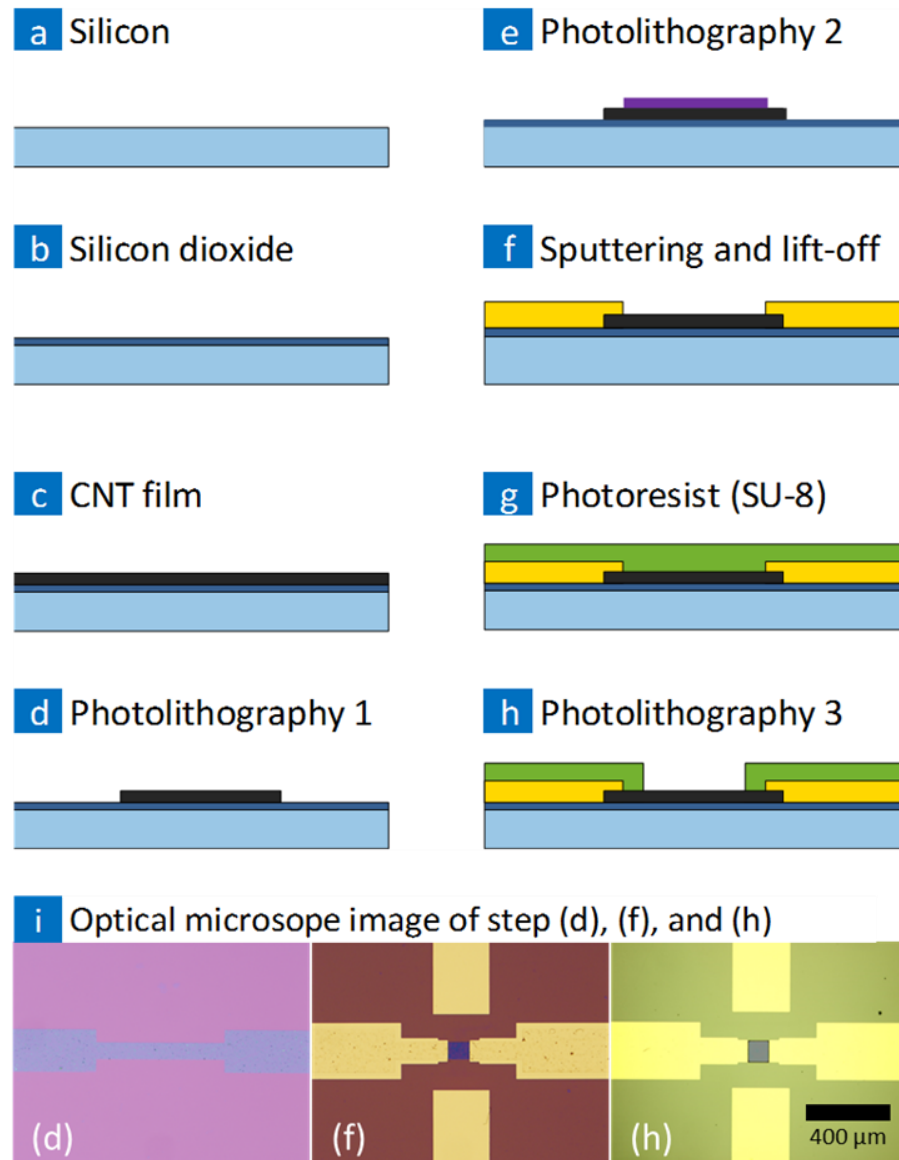 a Silicon
b Silicon dioxide
c CNT film
d Photolithography 1
e Photolithography 2
f Sputtering and lift-off
g Photoresist (SU-8)
h Photolithography 3
i Optical microsope image of step (d), (f), and (h)
(d)
(f)
(h)
400 µm